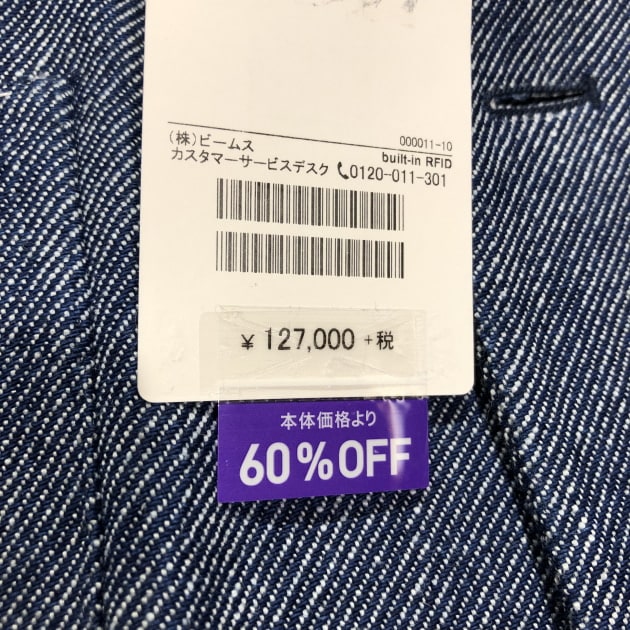 000011-10
(株)ビームス
built-in RFID
カスタマーサービスデスク 0120-011-301
¥ 127,000 +税
本体価格より
60%OFF